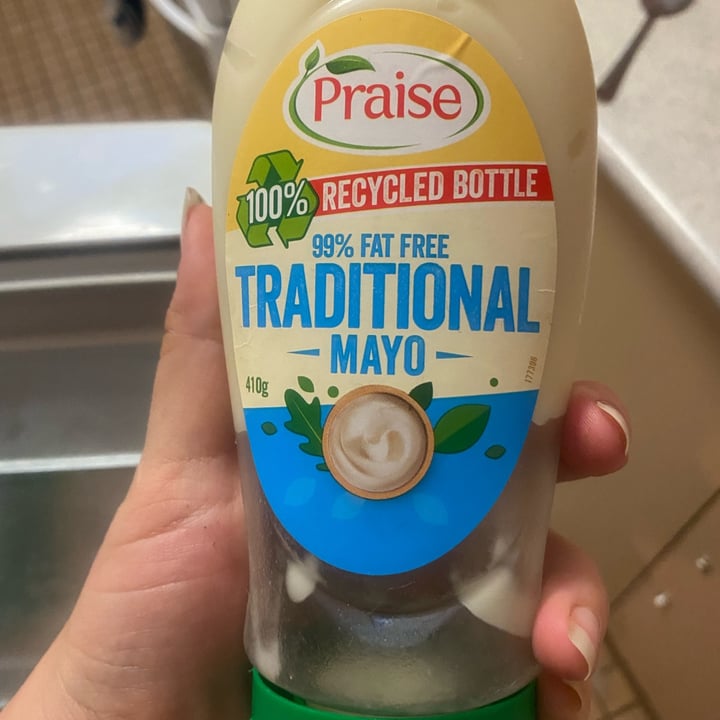 Praise
100% RECYCLED BOTTLE
99% FAT FREE
TRADITIONAL
MAYO
410g